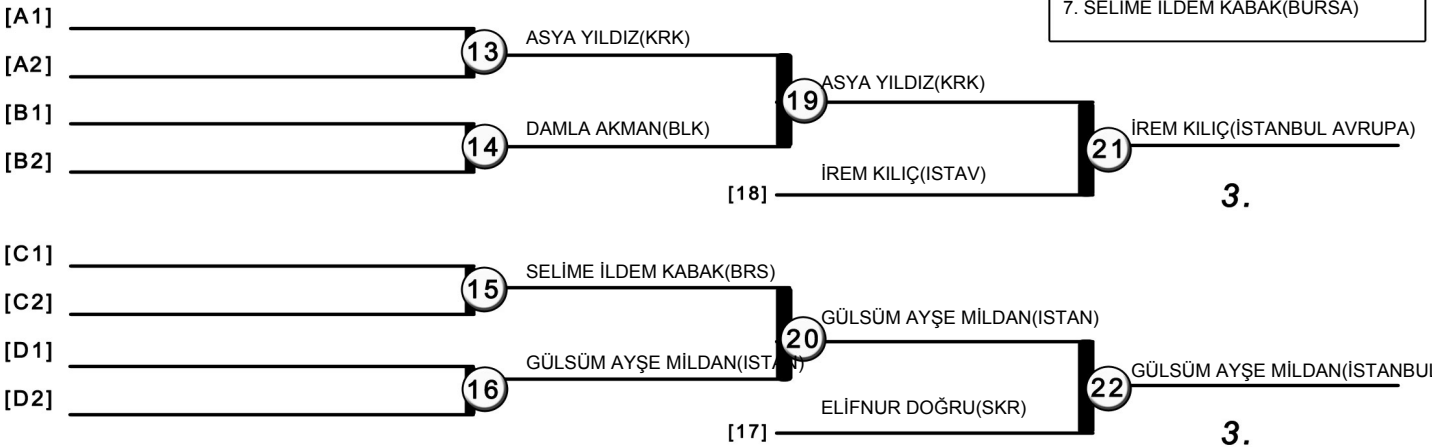 7. SELİME İLDEM KABAK(BURSA)
[A1]
13
ASYA YILDIZ(KRK)
[A2]
19
ASYA YILDIZ(KRK)
[B1]
14
DAMLA AKMAN(BLK)
21
İREM KILIÇ(İSTANBUL AVRUPA)
[B2]
İREM KILIÇ(ISTAV)
[18]
3.
[C1]
15
SELİME İLDEM KABAK(BRS)
[C2]
20
GÜLSÜM AYŞE MİLDAN(ISTAN)
[D1]
16
GÜLSÜM AYŞE MİLDAN(ISTAN)
22
GÜLSÜM AYŞE MİLDAN(İSTANBUL
[D2]
ELİFNUR DOĞRU(SKR)
[17]
3.